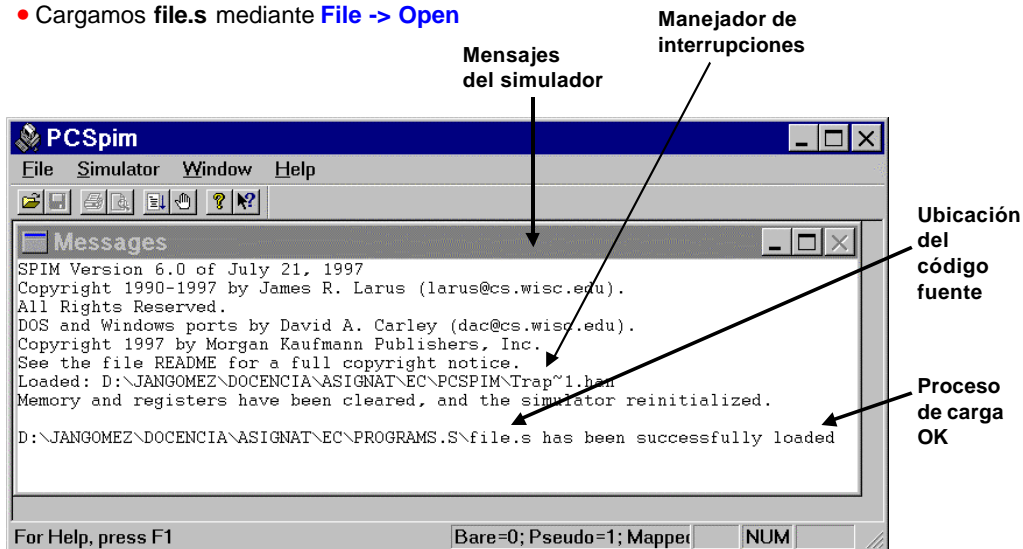 Cargamos file.s mediante File -> Open
Manejador de
interrupciones
Mensajes
del simulador
PCSpim
File Simulator Window Help
Messages
SPIM Version 6.0 of July 21, 1997
Copyright 1990-1997 by James R. Larus (larus@cs.wisc.edu).
All Rights Reserved.
DOS and Windows ports by David A. Carley (dac@cs.wisc.edu).
Copyright 1997 by Morgan Kaufmann Publishers, Inc.
See the file README for a full copyright notice.
Loaded: D:\JANGOMEZ\DOCENCIA\ASIGNAT\EC\PCSPIM\Trap~1.han
Memory and registers have been cleared, and the simulator reinitialized.
D:\JANGOMEZ\DOCENCIA\ASIGNAT\EC\PROGRAMS.S\file.s has been successfully loaded
Ubicación
del
código
fuente
Proceso
de carga
OK
For Help, press F1
Bare=0; Pseudo=1; Mapped
NUM